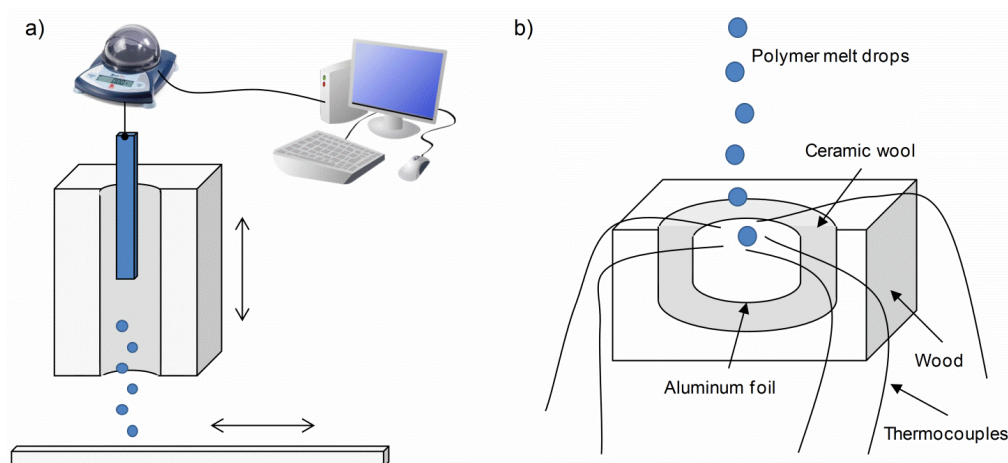 a)
b)
Polymer melt drops
Ceramic wool
Wood
Aluminum foil
Thermocouples